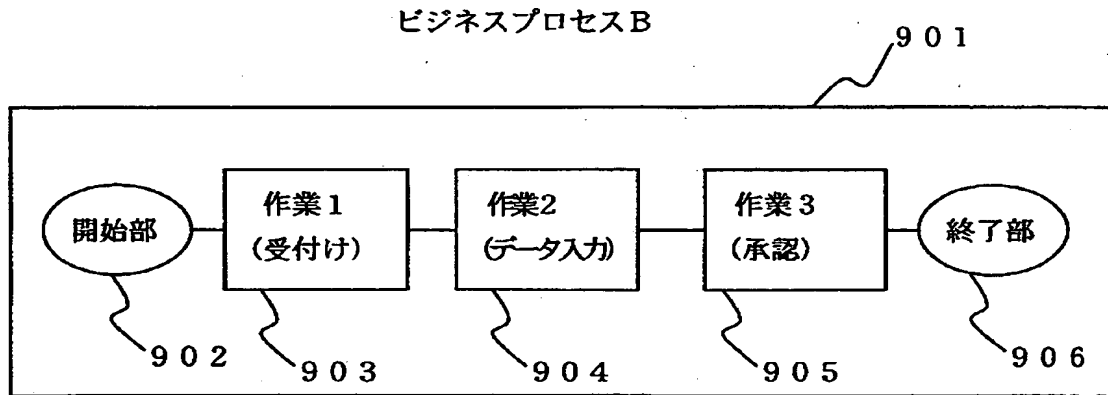 ビジネスプロセスB
901
開始部
作業1
(受付け)
作業2
(データ入力)
作業3
(承認)
終了部
902
903
904
905
906